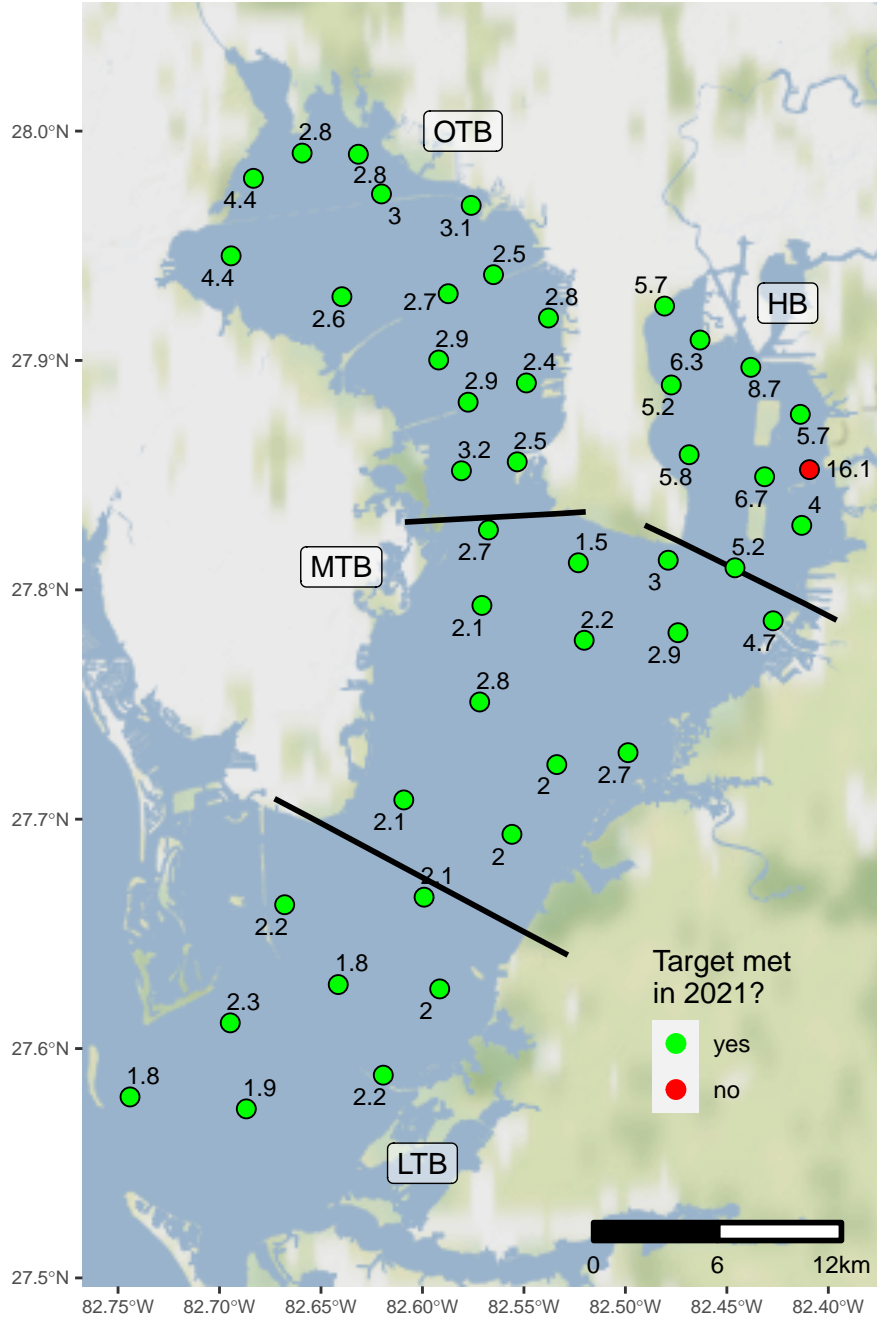 28.0°N
27.9°N
27.8°N
27.7°N
27.6°N
27.5°N
OTB
2.8
2.8
4.4
3
3.1
4.4
2.5
2.7
2.6
2.8
2.9
2.4
2.9
3.2
2.5
HB
5.7
6.3
8.7
5.2
5.7
5.8
16.1
6.7
4
5.2
MTB
2.7
1.5
3
2.1
2.2
2.9
4.7
2.8
2
2.7
2.1
2
2.1
2.2
1.8
2
2.3
1.8
1.9
2.2
LTB
Target met
in 2021?
yes
no
0 6 12km
82.75°W 82.70°W 82.65°W 82.60°W 82.55°W 82.50°W 82.45°W 82.40°W